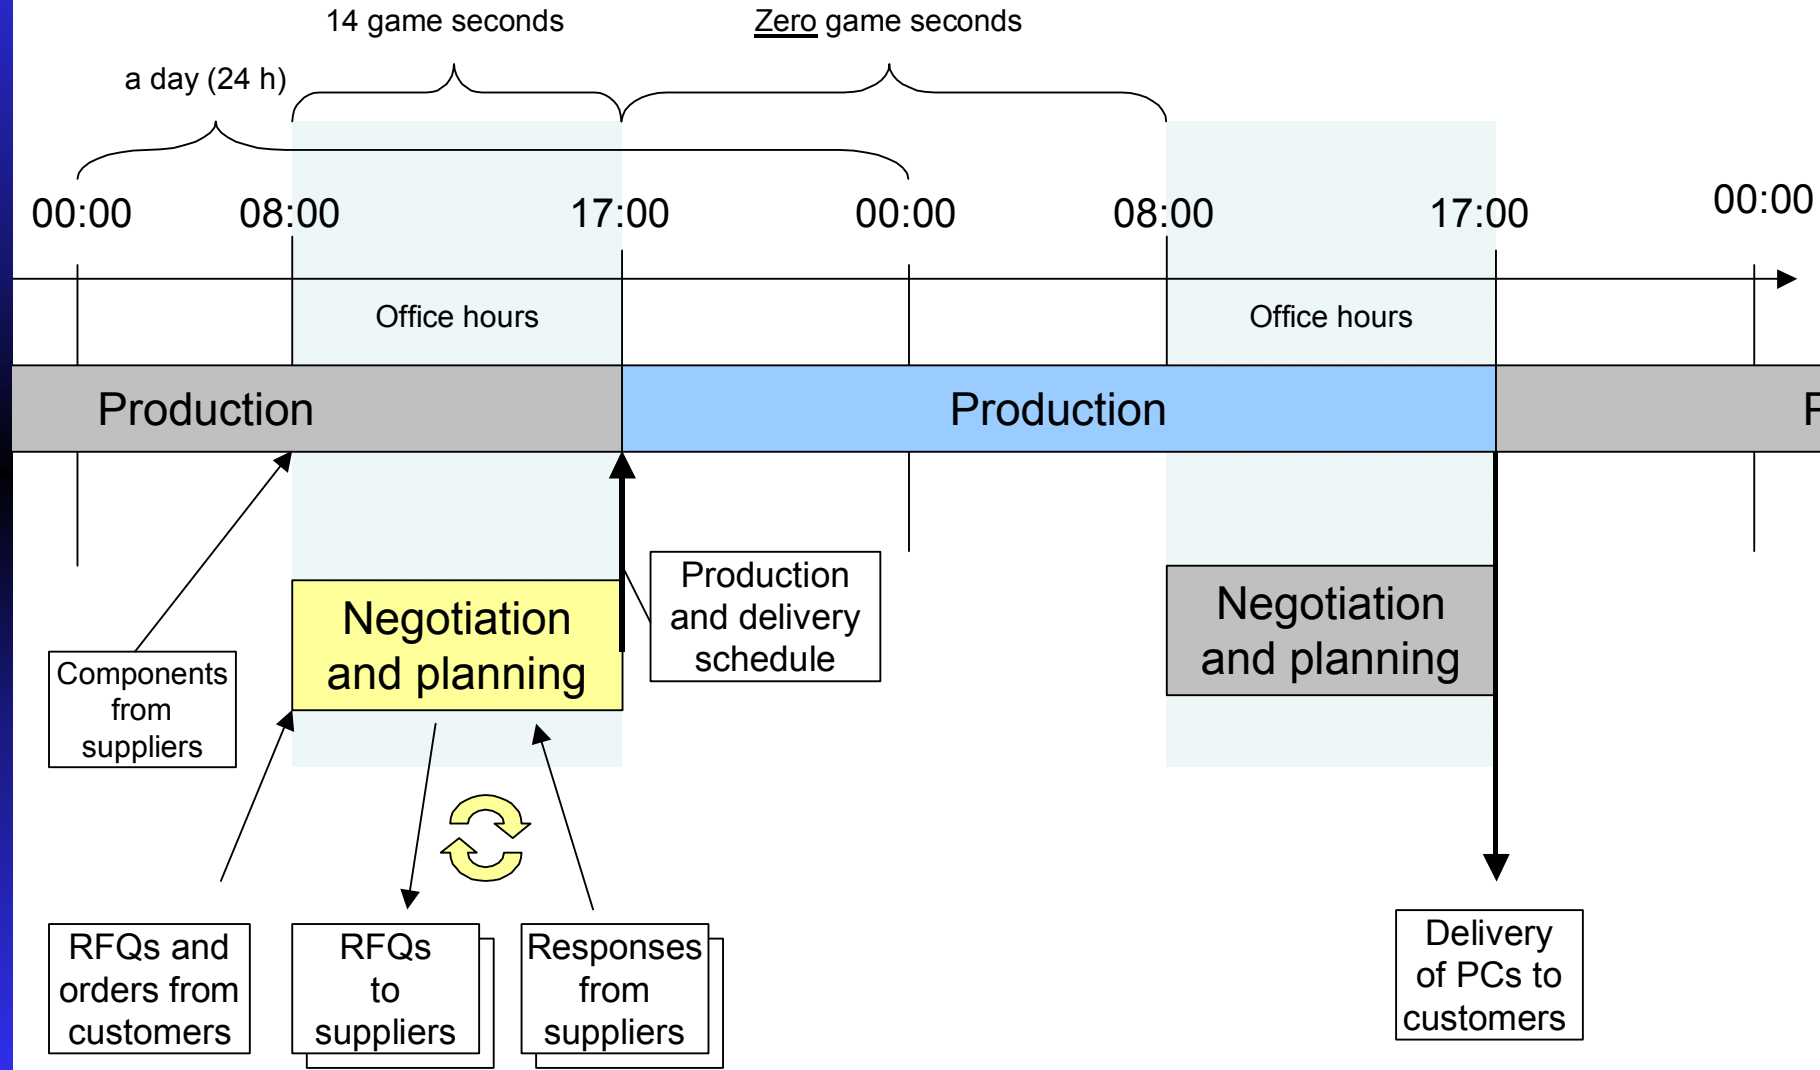 14 game seconds
Zero game seconds
a day (24 h)
00:00
08:00
17:00
00:00
08:00
17:00
00:00
Office hours
Office hours
Production
Production
P
Negotiation
and planning
Production
and delivery
schedule
Negotiation
and planning
Components
from
suppliers
RFQs and
orders from
customers
RFQs
to
suppliers
Responses
from
suppliers
Delivery
of PCs to
customers